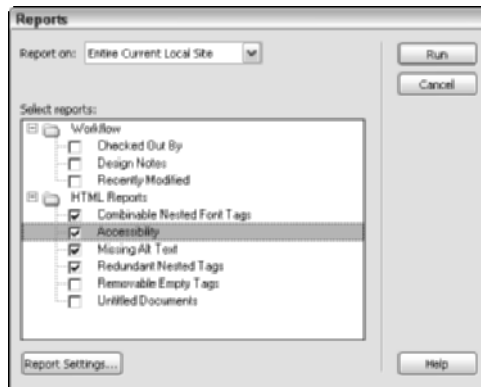 Reports
Report on: Entire Current Local Site
Run
Cancel
Select reports:
Workflow
Checked Out By
Design Notes
Recently Modified
HTML Reports
Combinable Nested Font Tags
Accessibility
Missing Alt Text
Redundant Nested Tags
Removable Empty Tags
Untitled Documents
Report Settings...
Help